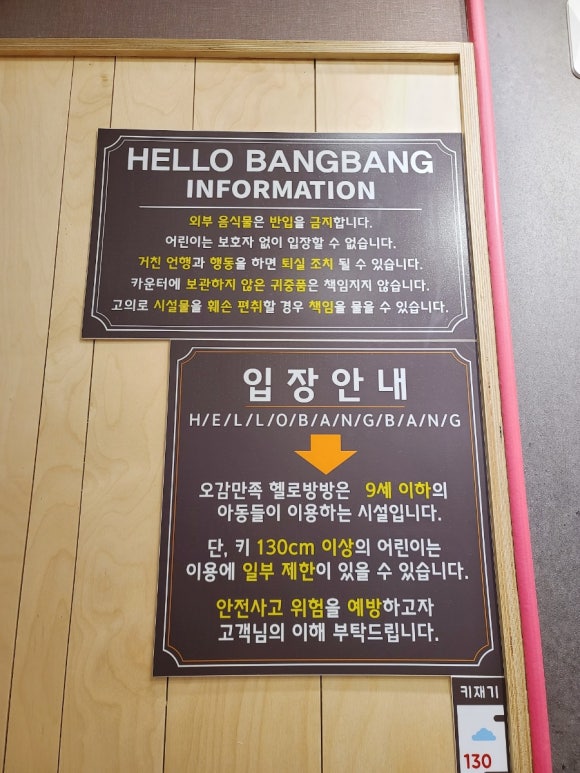 HELLO BANGBANG
INFORMATION
외부 음식물은 반입을 금지합니다.
어린이는 보호자 없이 입장할 수 없습니다.
거친 언행과 행동을 하면 퇴실 조치 될 수 있습니다.
카운터에 보관하지 않은 귀중품은 책임지지 않습니다.
고의로 시설물을 훼손 편취할 경우 책임을 물을 수 있습니다.
입장안내
H/E/L/L/O/B/A/N/G/B/A/N/G
오감만족 헬로방방은 9세 이하의
아동들이 이용하는 시설입니다.
단, 키 130cm 이상의 어린이는
이용에 일부 제한이 있을 수 있습니다.
안전사고 위험을 예방하고자
고객님의 이해 부탁드립니다.
키재기
130